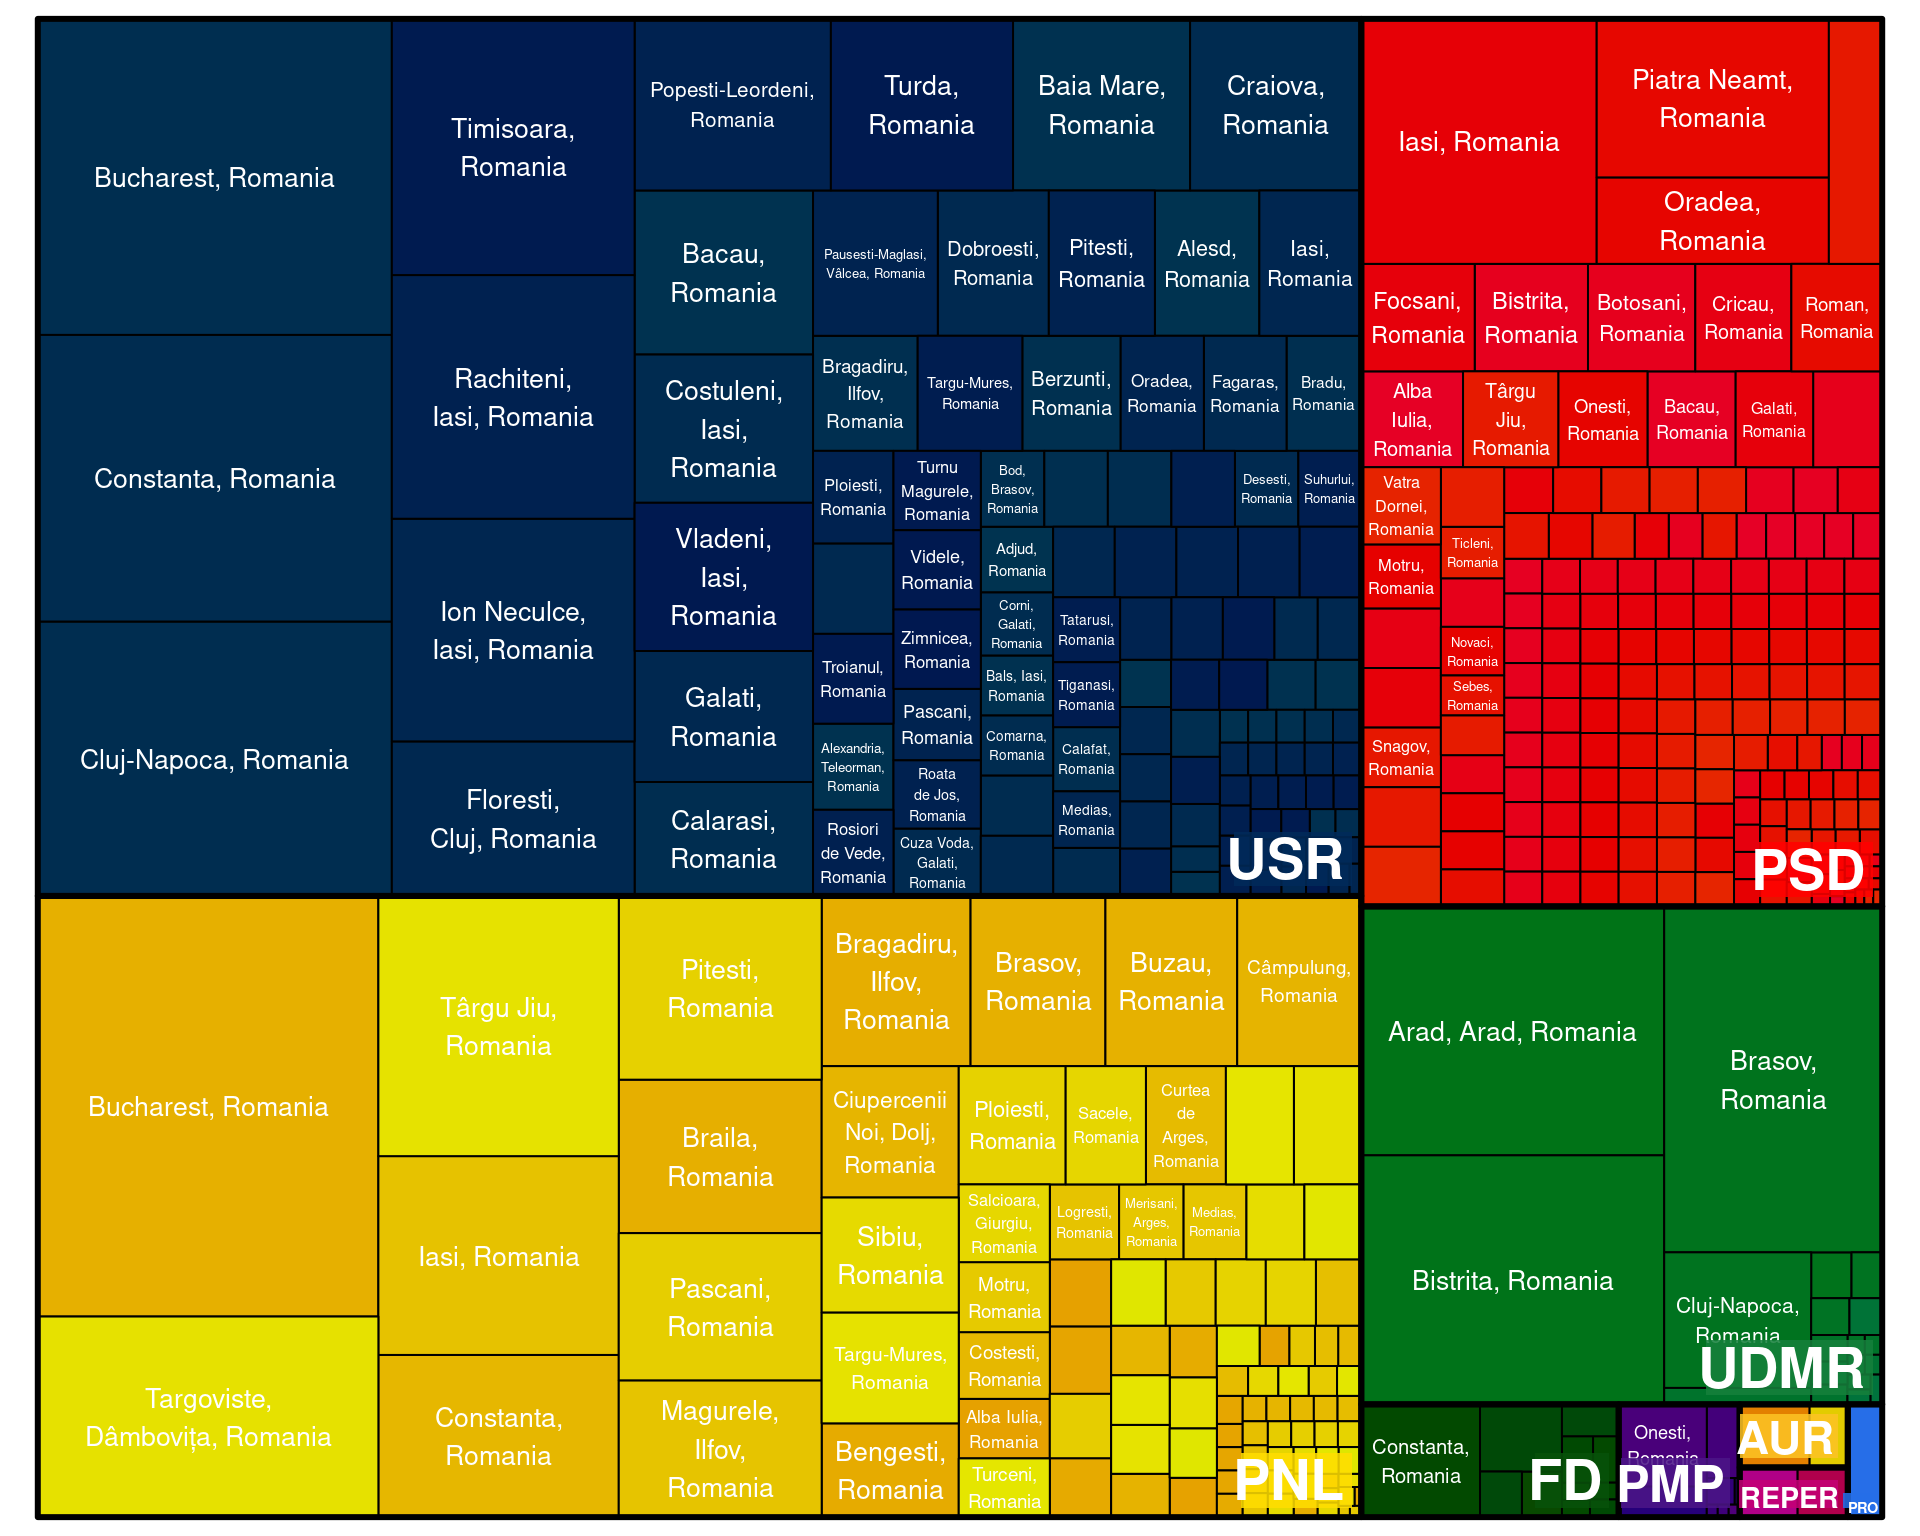 Bucharest, Romania
Constanta, Romania
Cluj-Napoca, Romania
Timisoara,
Romania
Rachiteni,
Iasi, Romania
Ion Neculce,
Iasi, Romania
Floresti,
Cluj, Romania
Popesti-Leordeni,
Romania
Turda,
Romania
Baia Mare,
Romania
Craiova,
Romania
Bacau,
Romania
Costuleni,
Iasi,
Romania
Vladeni,
Iasi,
Romania
Galati,
Romania
Calarasi,
Romania
Pausesti-Maglasi,
Vâlcea, Romania
Dobroesti,
Romania
Pitesti,
Romania
Alesd,
Romania
Iasi,
Romania
Bragadiru,
Ilfov,
Romania
Targu-Mures,
Romania
Berzunti,
Romania
Oradea,
Romania
Fagaras,
Romania
Bradu,
Romania
Ploiesti,
Romania
Troianul,
Romania
Alexandria,
Teleorman,
Romania
Rosiori
de Vede,
Romania
Turnu
Magurele,
Romania
Videle,
Romania
Zimnicea,
Romania
Pascani,
Romania
Roata
de Jos,
Romania
Cuza Voda,
Galati,
Romania
Bod,
Brasov,
Romania
Desesti,
Romania
Suhurlui,
Romania
Adjud,
Romania
Corni,
Galati,
Romania
Bals, Iasi,
Romania
Comarna,
Romania
Tatarusi,
Romania
Tiganasi,
Romania
Calafat,
Romania
Medias,
Romania
USR
Iasi, Romania
Piatra Neamt,
Romania
Oradea,
Romania
Focsani,
Romania
Bistrita,
Romania
Botosani,
Romania
Cricau,
Romania
Roman,
Romania
Alba
Iulia,
Romania
Târgu
Jiu,
Romania
Onesti,
Romania
Bacau,
Romania
Galati,
Romania
Vatra
Dornei,
Romania
Motru,
Romania
Snagov,
Romania
Ticleni,
Romania
Novaci,
Romania
Sebes,
Romania
PSD
Bucharest, Romania
Targoviste,
Dâmbovița, Romania
Târgu Jiu,
Romania
Iasi, Romania
Constanta,
Romania
Pitesti,
Romania
Braila,
Romania
Pascani,
Romania
Magurele,
Ilfov,
Romania
Bragadiru,
Ilfov,
Romania
Brasov,
Romania
Buzau,
Romania
Câmpulung,
Romania
Ciupercenii
Noi, Dolj,
Romania
Sibiu,
Romania
Targu-Mures,
Romania
Bengesti,
Romania
Ploiesti,
Romania
Sacele,
Romania
Curtea
de
Arges,
Romania
Salcioara,
Giurgiu,
Romania
Logresti,
Romania
Merisani,
Arges,
Romania
Medias,
Romania
Motru,
Romania
Costesti,
Romania
Alba Iulia,
Romania
Turceni,
Romania
PNL
Arad, Arad, Romania
Bistrita, Romania
Brasov,
Romania
Cluj-Napoca,
Romania
UDMR
Constanta,
Romania
FD
Onesti,
Romania
PMP
AUR
REPER
PRO